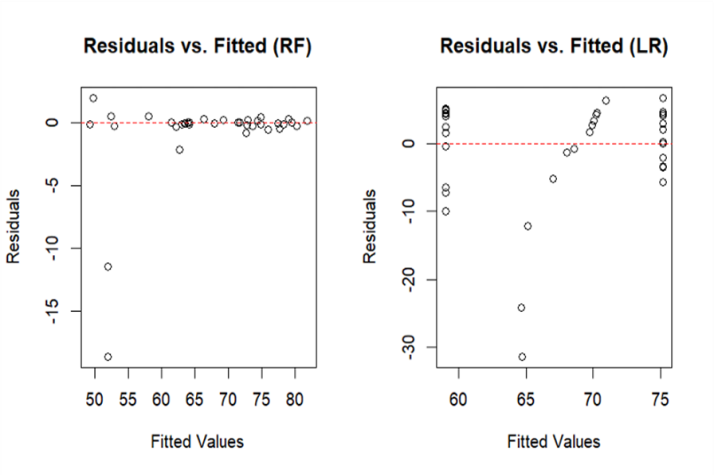 Residuals vs. Fitted (RF)
Residuals
0
-5
-10
-15
50 55 60 65 70 75 80
Fitted Values
Residuals vs. Fitted (LR)
Residuals
0
-10
-20
-30
60 65 70 75
Fitted Values